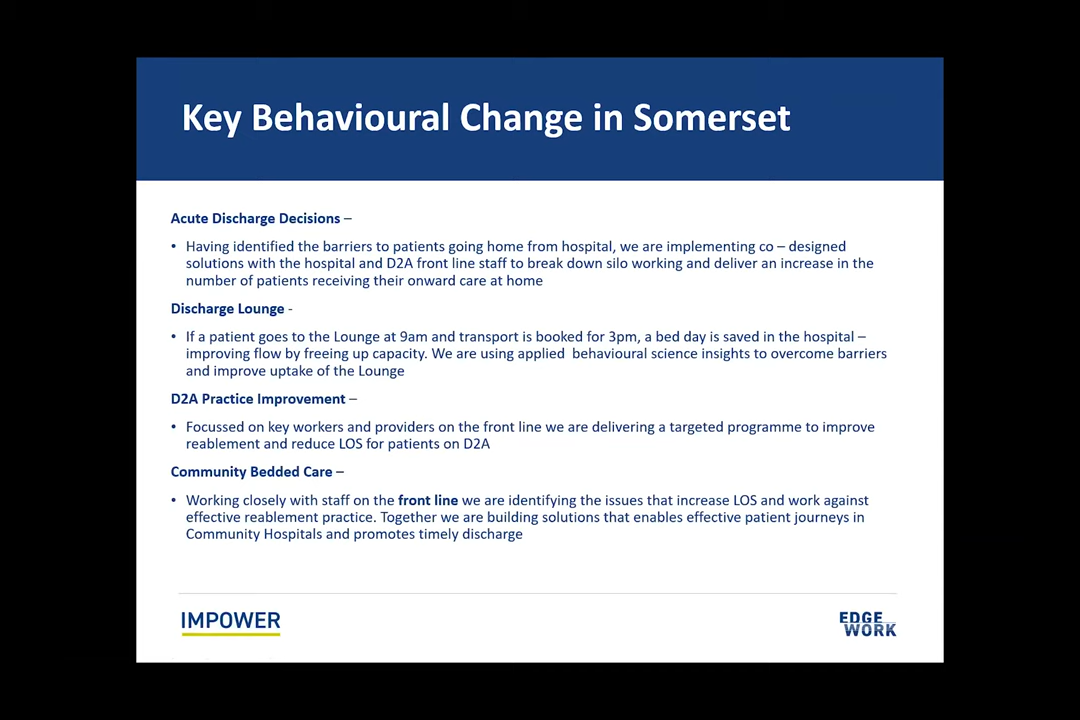 Key Behavioural Change in Somerset
Acute Discharge Decisions –
• Having identified the barriers to patients going home from hospital, we are implementing co – designed
solutions with the hospital and D2A front line staff to break down silo working and deliver an increase in the
number of patients receiving their onward care at home
Discharge Lounge -
• If a patient goes to the Lounge at 9am and transport is booked for 3pm, a bed day is saved in the hospital –
improving flow by freeing up capacity. We are using applied  behavioural science insights to overcome barriers
and improve uptake of the Lounge
D2A Practice Improvement –
• Focussed on key workers and providers on the front line we are delivering a targeted programme to improve
reablement and reduce LOS for patients on D2A
Community Bedded Care –
• Working closely with staff on the front line we are identifying the issues that increase LOS and work against
effective reablement practice. Together we are building solutions that enables effective patient journeys in
Community Hospitals and promotes timely discharge
IMPOWER
EDGE
WORK